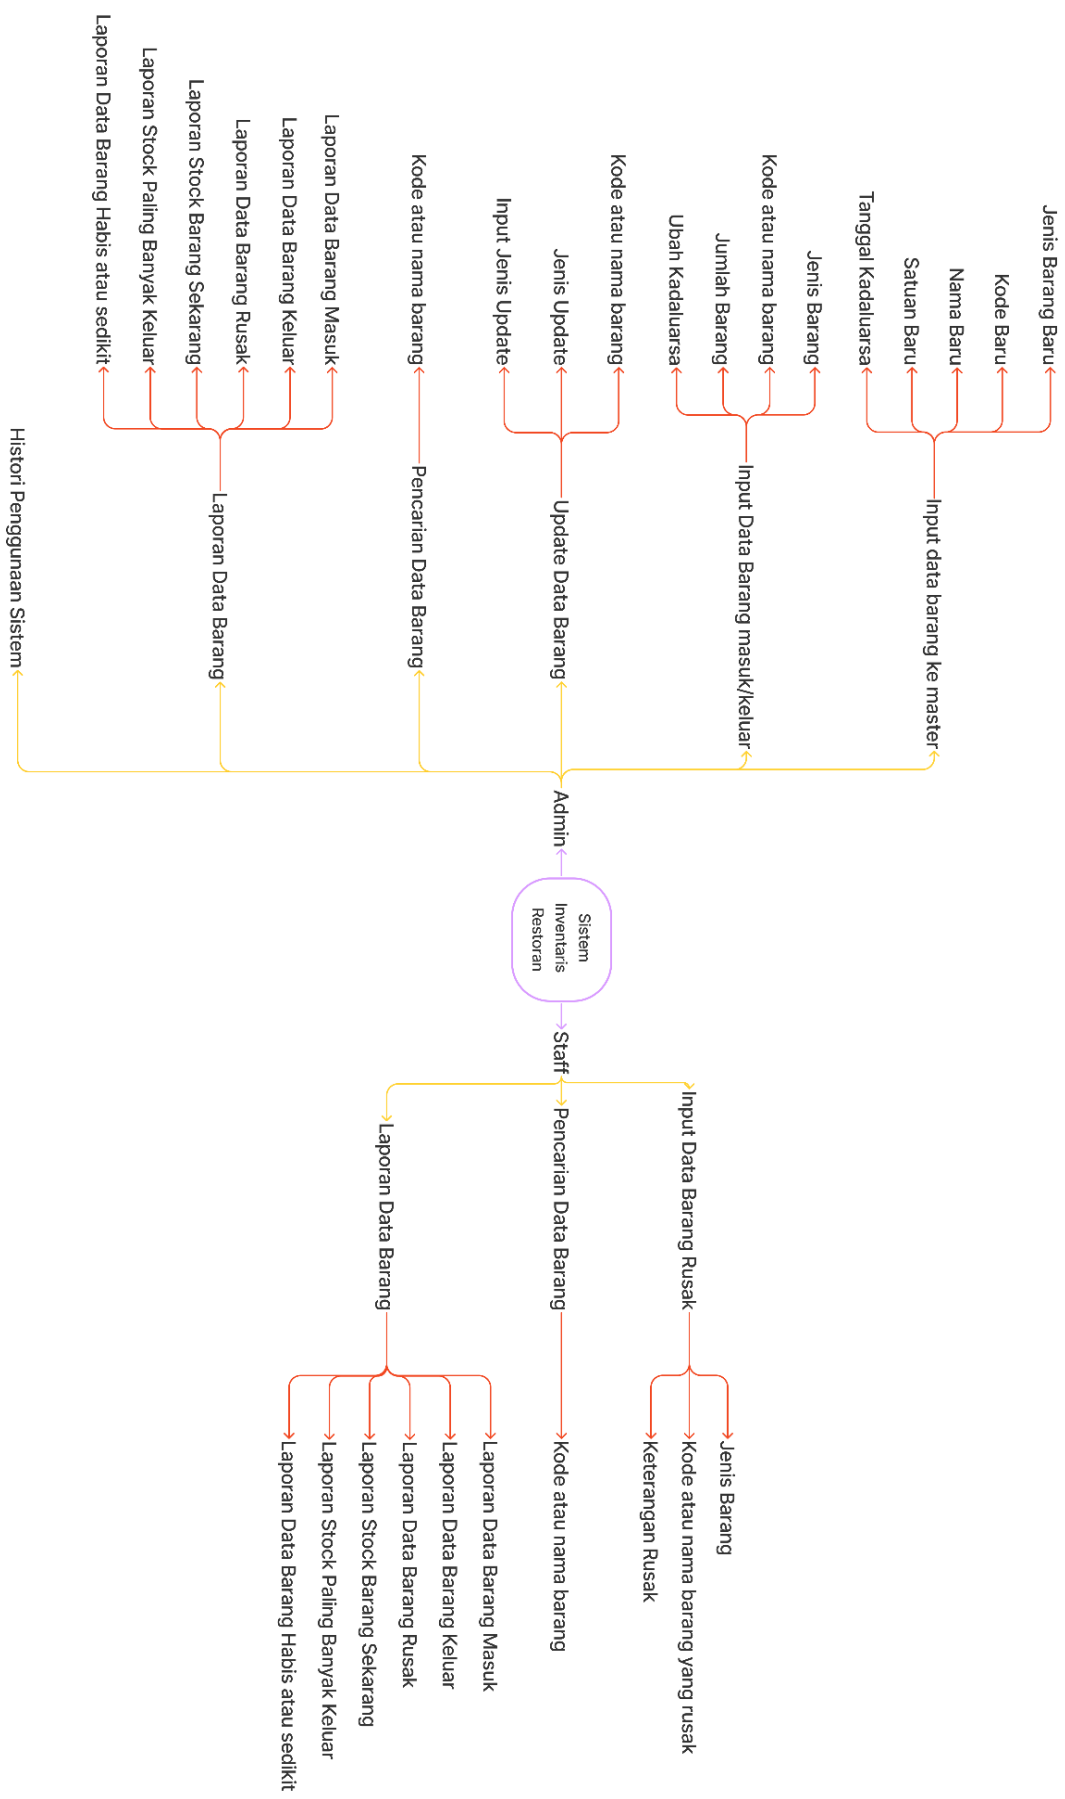 Jenis Barang Baru
Kode Baru
Nama Baru
Satuan Baru
Tanggal Kadaluarsa
Input data barang ke master
Jenis Barang
Kode atau nama barang
Jumlah Barang
Ubah Kadaluarsa
Input Data Barang masuk/keluar
Kode atau nama barang
Jenis Update
Input Jenis Update
Update Data Barang
Kode atau nama barang
Pencarian Data Barang
Laporan Data Barang Masuk
Laporan Data Barang Keluar
Laporan Data Barang Rusak
Laporan Stock Barang Sekarang
Laporan Stock Paling Banyak Keluar
Laporan Data Barang Habis atau sedikit
Laporan Data Barang
Histori Penggunaan Sistem
Admin
Sistem
Inventaris
Restoran
Staff
Input Data Barang Rusak
Jenis Barang
Kode atau nama barang yang rusak
Keterangan Rusak
Pencarian Data Barang
Kode atau nama barang
Laporan Data Barang
Laporan Data Barang Masuk
Laporan Data Barang Keluar
Laporan Data Barang Rusak
Laporan Stock Barang Sekarang
Laporan Stock Paling Banyak Keluar
Laporan Data Barang Habis atau sedikit